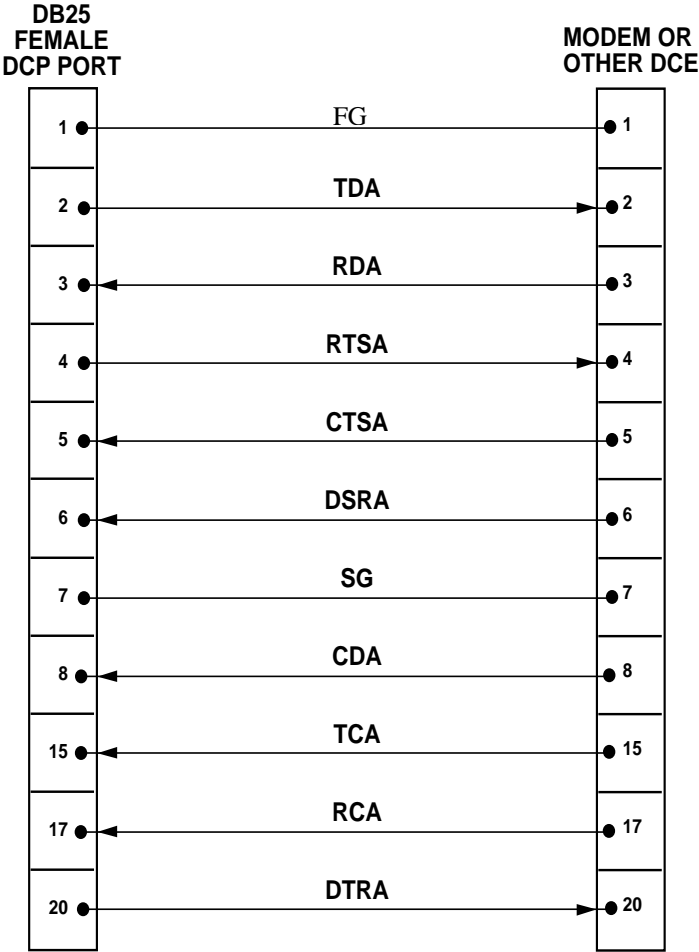 DB25
FEMALE
DCP PORT
MODEM OR
OTHER DCE
1 FG 1
2 TDA 2
3 RDA 3
4 RTSA 4
5 CTSA 5
6 DSRA 6
7 SG 7
8 CDA 8
15 TCA 15
17 RCA 17
20 DTRA 20